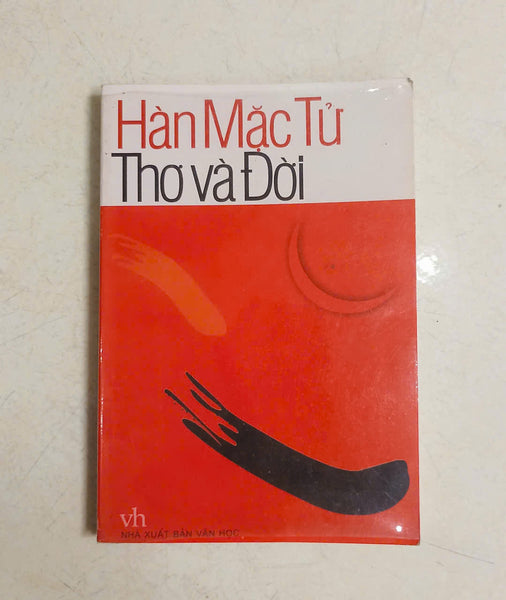 Hàn Mặc Tử
Thơ và Đời
vh
NHÀ XUẤT BẢN VĂN HỌC